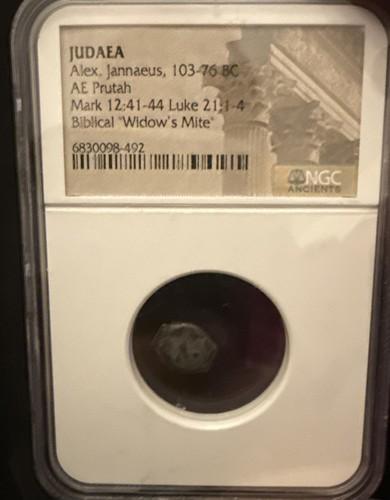 JUDAEA
Alex. Jannaeus, 103-76 BC
AE Prutah
Mark 12:41-44 Luke 21:1-4
Biblical "Widow's Mite"
6830098-492
NGC
ANCIENTS